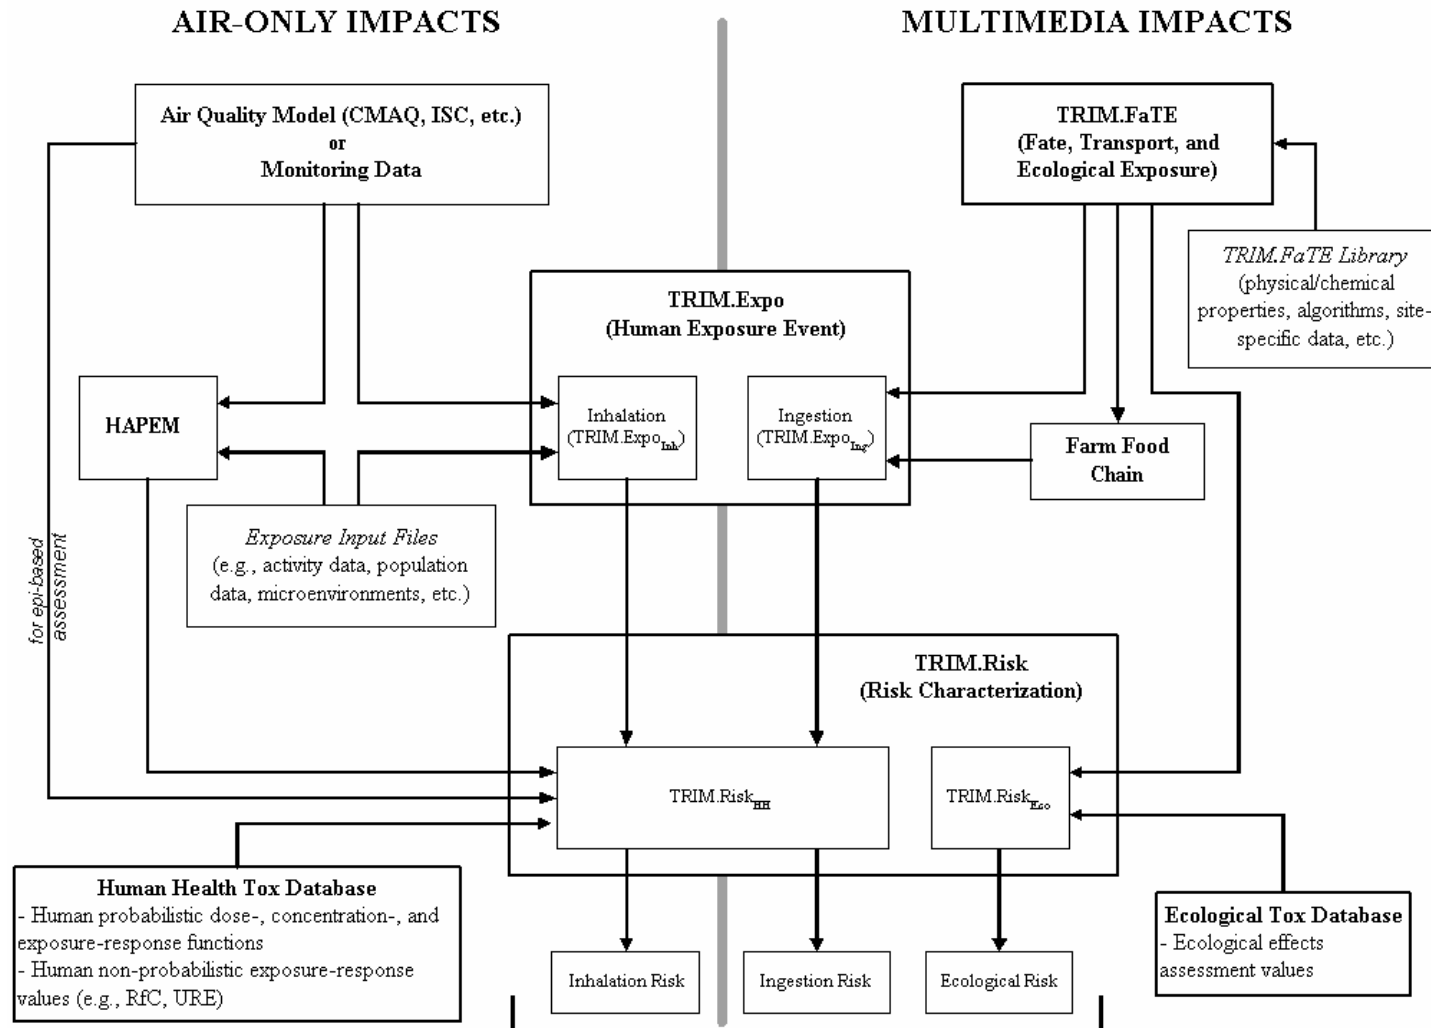 AIR-ONLY IMPACTS
MULTIMEDIA IMPACTS
Air Quality Model (CMAQ, ISC, etc.)
or
Monitoring Data
TRIM.FaTE
(Fate, Transport, and
Ecological Exposure)
TRIM.FaTE Library
(physical/chemical
properties, algorithms, site-
specific data, etc.)
TRIM.Expo
(Human Exposure Event)
HAPEM
Inhalation
(TRIM.ExpoInh)
Ingestion
(TRIM.ExpoIng)
Farm Food
Chain
Exposure Input Files
(e.g., activity data, population
data, microenvironments, etc.)
for epi-based
assessment
TRIM.Risk
(Risk Characterization)
TRIM.RiskHH
TRIM.RiskEco
Human Health Tox Database
- Human probabilistic dose-, concentration-, and
exposure-response functions
- Human non-probabilistic exposure-response
values (e.g., RfC, URE)
Ecological Tox Database
- Ecological effects
assessment values
Inhalation Risk
Ingestion Risk
Ecological Risk